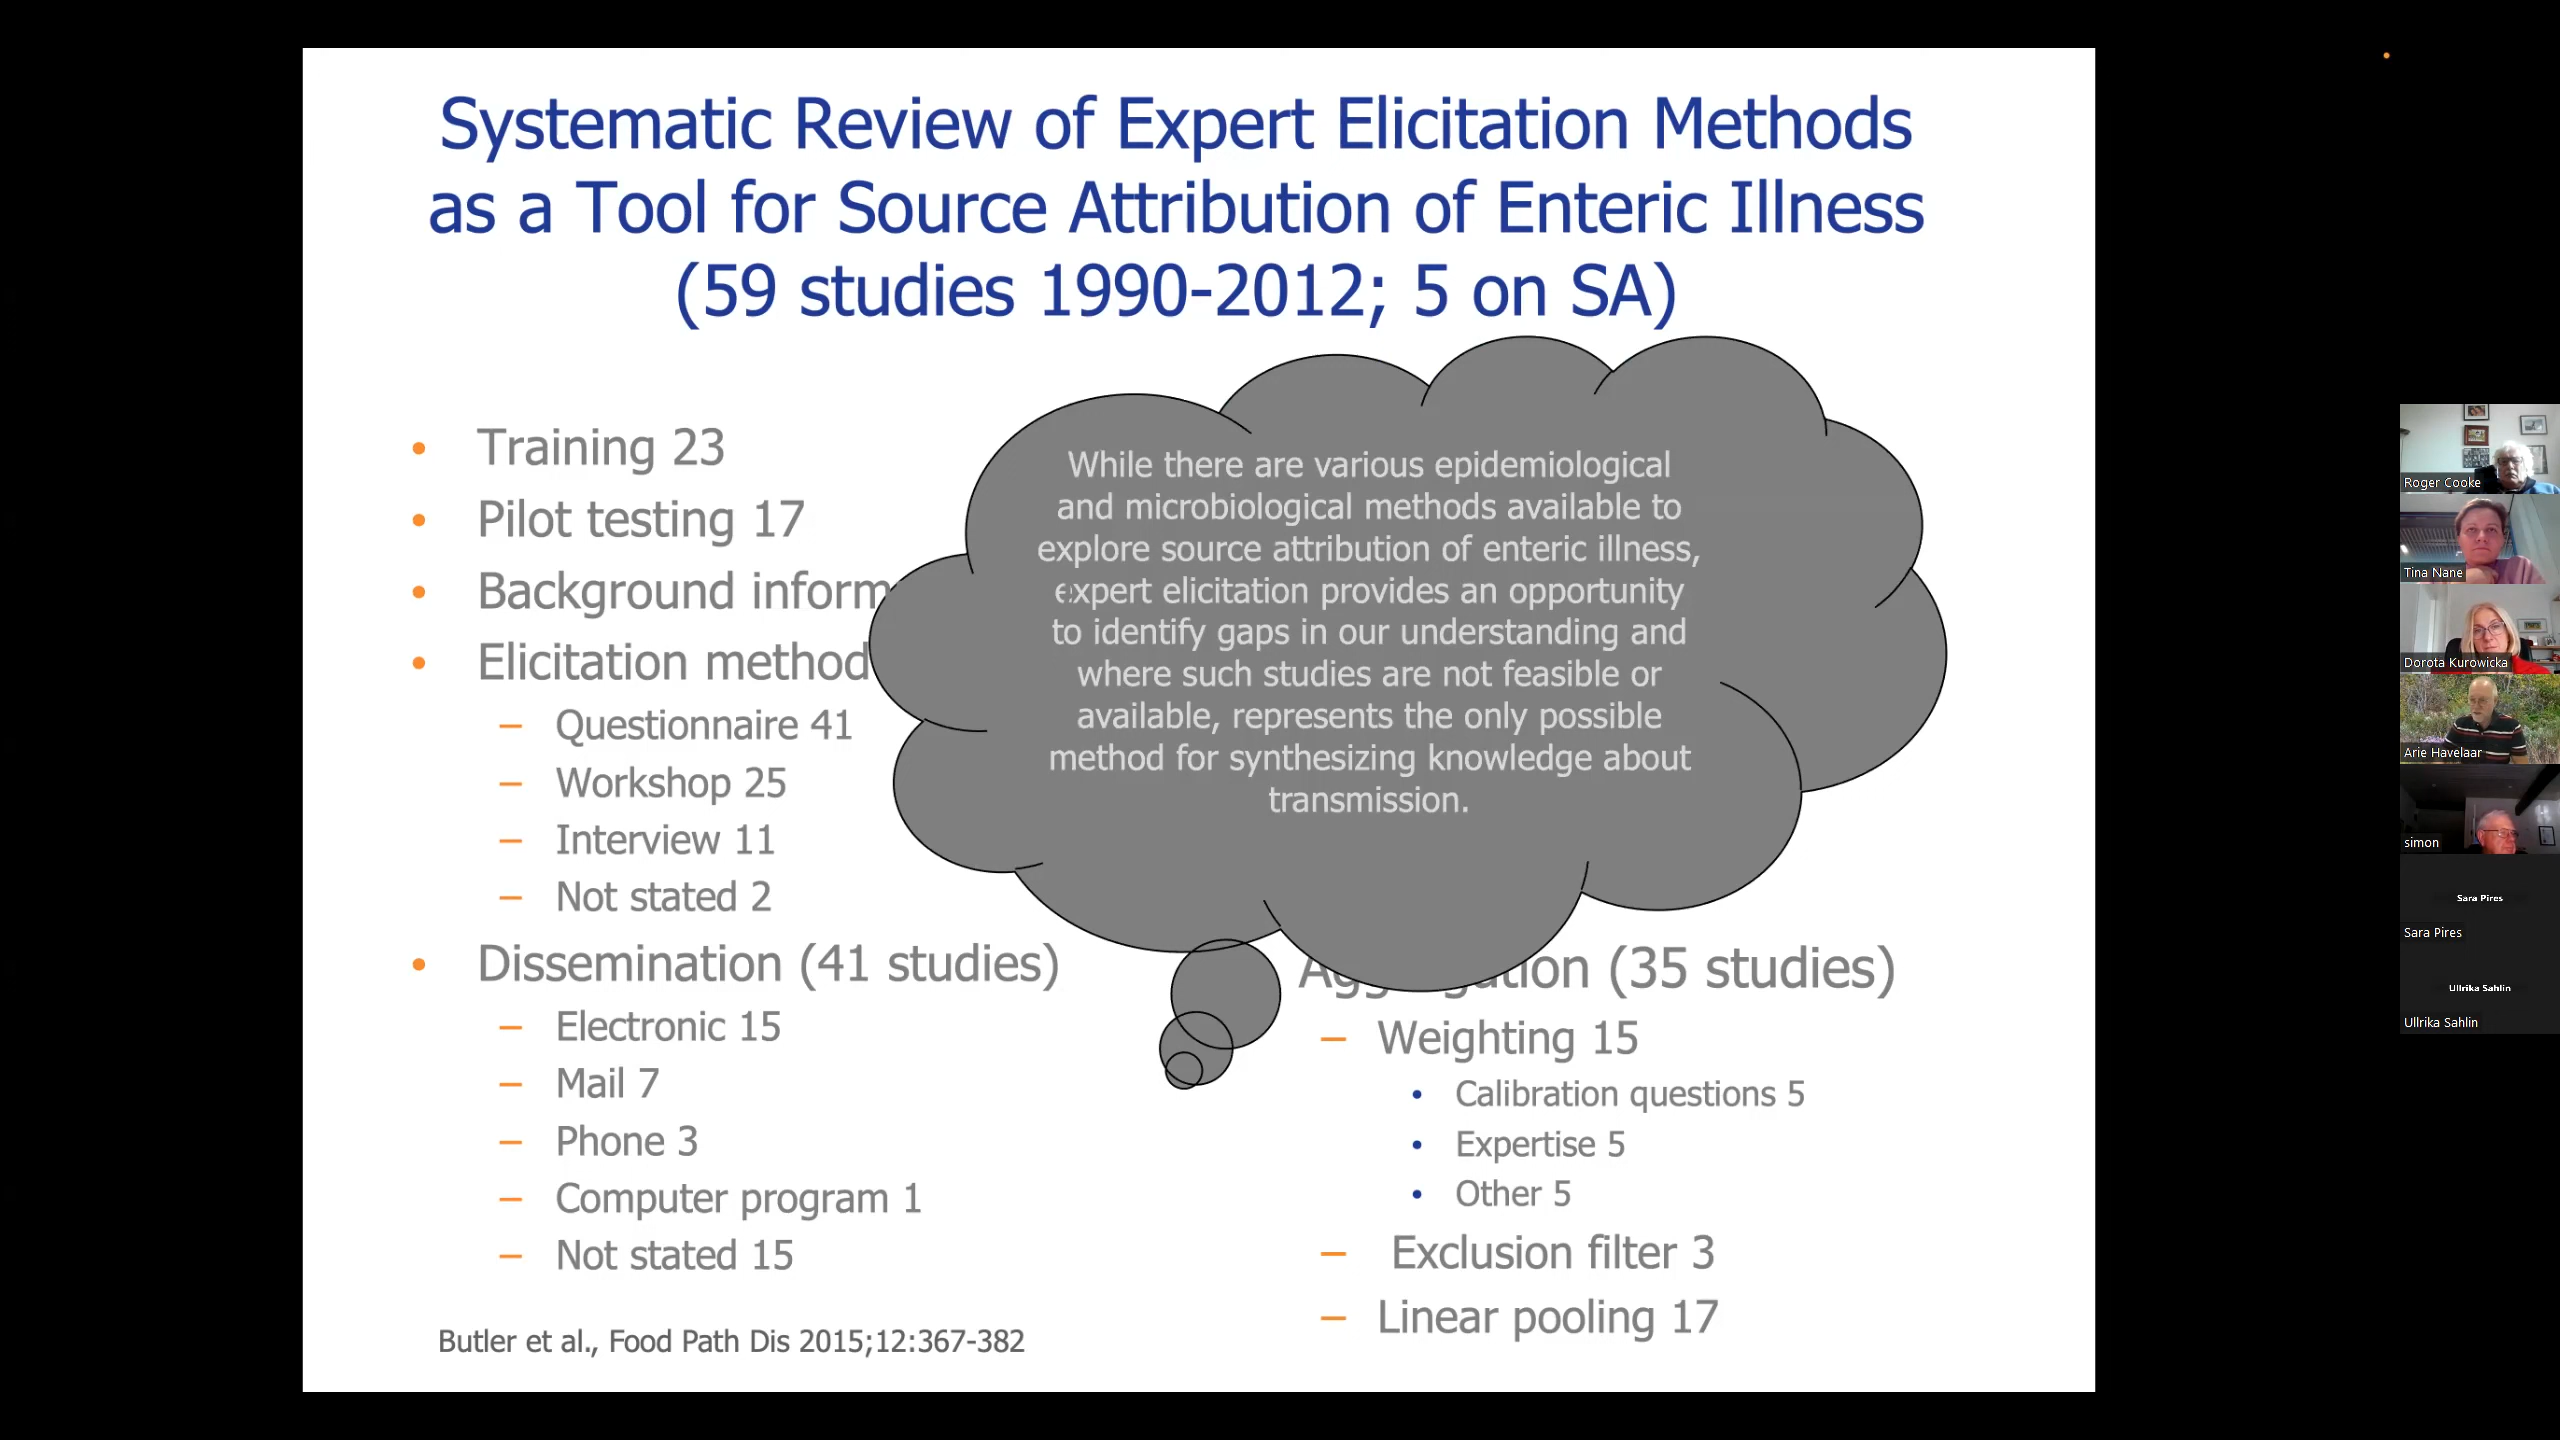 Systematic Review of Expert Elicitation Methods
as a Tool for Source Attribution of Enteric Illness
(59 studies 1990-2012; 5 on SA)
• Training 23
• Pilot testing 17
• Background inform
• Elicitation method
– Questionnaire 41
– Workshop 25
– Interview 11
– Not stated 2
• Dissemination (41 studies)
– Electronic 15
– Mail 7
– Phone 3
– Computer program 1
– Not stated 15
Butler et al., Food Path Dis 2015;12:367-382
While there are various epidemiological
and microbiological methods available to
explore source attribution of enteric illness,
expert elicitation provides an opportunity
to identify gaps in our understanding and
where such studies are not feasible or
available, represents the only possible
method for synthesizing knowledge about
transmission.
(35 studies)
– Weighting 15
• Calibration questions 5
• Expertise 5
• Other 5
– Exclusion filter 3
– Linear pooling 17
Roger Cooke
Tina Nane
Dorota Kurowicka
Arie Havelaar
simon
Sara Pires
Sara Pires
Ullrika Sahlin
Ullrika Sahlin